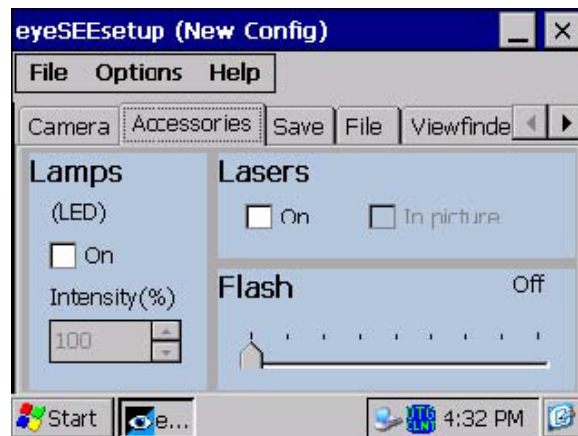 eyeSEEsetup (New Config)
File Options Help
Camera Accessories Save File Viewfinde
Lamps
(LED)
On
Intensity(%)
100
Lasers
On In picture
Flash Off
Start e... 4:32 PM